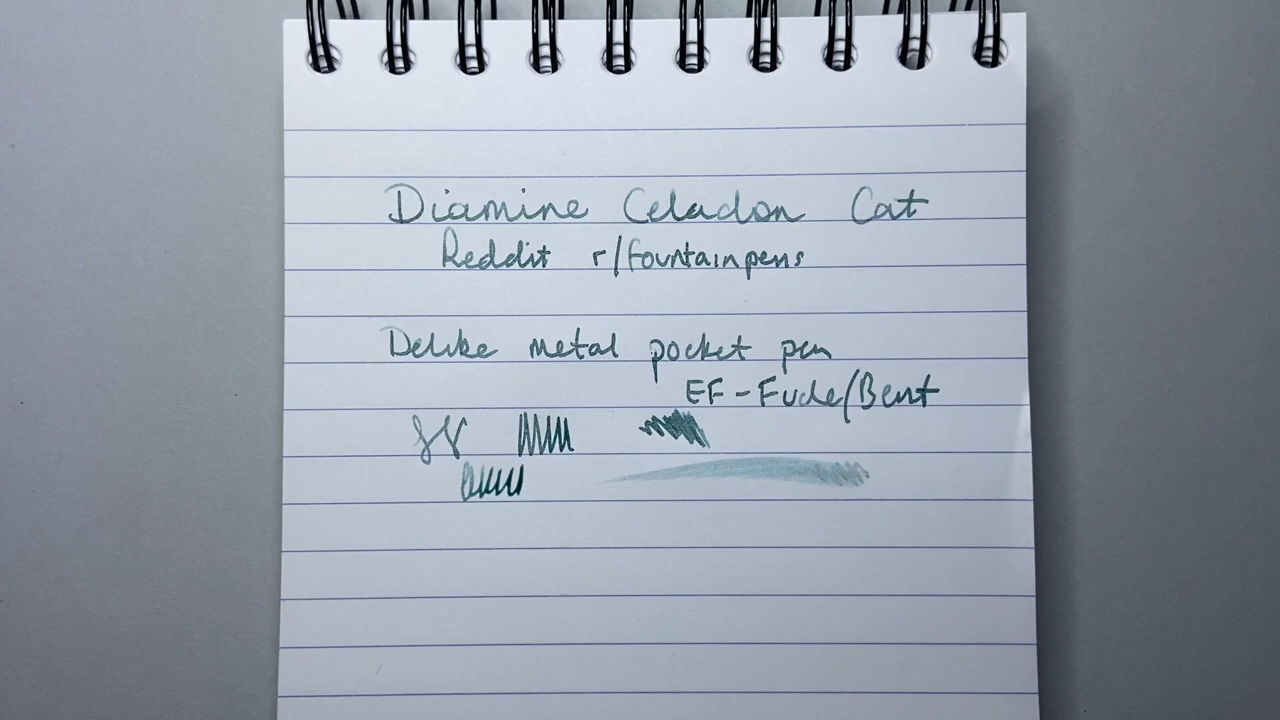 Diamine Celadon Cat
Reddit r/fountainpens
Delike metal pocket pen
EF-Fude/Bent